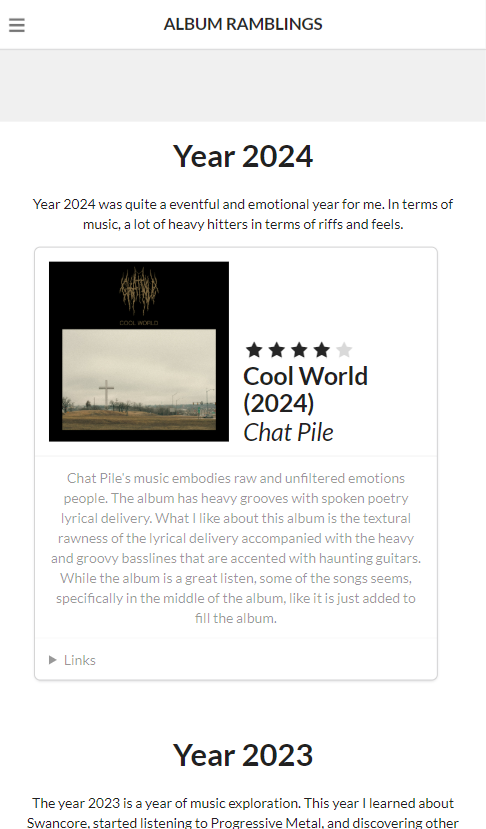 ALBUM RAMBLINGS
Year 2024
Year 2024 was quite a eventful and emotional year for me. In terms of
music, a lot of heavy hitters in terms of riffs and feels.
COOL WORLD
Cool World
(2024)
Chat Pile
Chat Pile's music embodies raw and unfiltered emotions
people. The album has heavy grooves with spoken poetry
lyrical delivery. What I like about this album is the textural
rawness of the lyrical delivery accompanied with the heavy
and groovy basslines that are accented with haunting guitars.
While the album is a great listen, some of the songs seems,
specifically in the middle of the album, like it is just added to
fill the album.
Links
Year 2023
The year 2023 is a year of music exploration. This year I learned about
Swancore, started listening to Progressive Metal, and discovering other